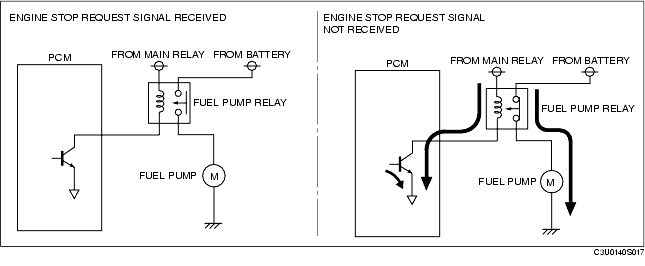 ENGINE STOP REQUEST SIGNAL RECEIVED
PCM
FROM MAIN RELAY
FROM BATTERY
FUEL PUMP RELAY
FUEL PUMP
M
ENGINE STOP REQUEST SIGNAL
NOT RECEIVED
PCM
FROM MAIN RELAY
FROM BATTERY
FUEL PUMP RELAY
FUEL PUMP
M
C3U0140S017